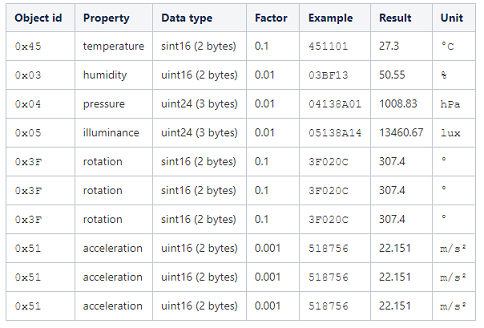 Object id Property Data type Factor Example Result Unit
0x45 temperature sint16 (2 bytes) 0.1 451101 27.3 °C
0x03 humidity uint16 (2 bytes) 0.01 03BF13 50.55 %
0x04 pressure uint24 (3 bytes) 0.01 04138A01 1008.83 hPa
0x05 illuminance uint24 (3 bytes) 0.01 05138A14 13460.67 lux
0x3F rotation sint16 (2 bytes) 0.1 3F020C 307.4 °
0x3F rotation sint16 (2 bytes) 0.1 3F020C 307.4 °
0x3F rotation sint16 (2 bytes) 0.1 3F020C 307.4 °
0x51 acceleration uint16 (2 bytes) 0.001 518756 22.151 m/s²
0x51 acceleration uint16 (2 bytes) 0.001 518756 22.151 m/s²
0x51 acceleration uint16 (2 bytes) 0.001 518756 22.151 m/s²